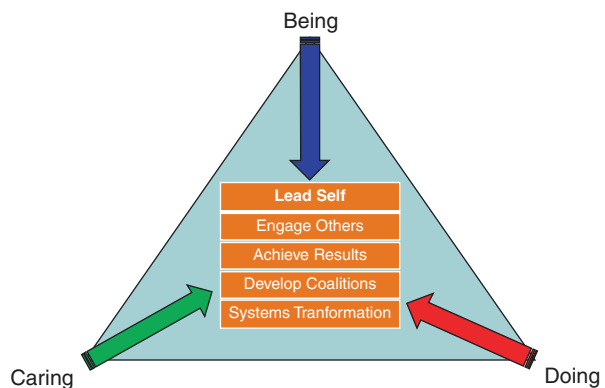 Being
Lead Self
Engage Others
Achieve Results
Develop Coalitions
Systems Tranformation
Caring
Doing